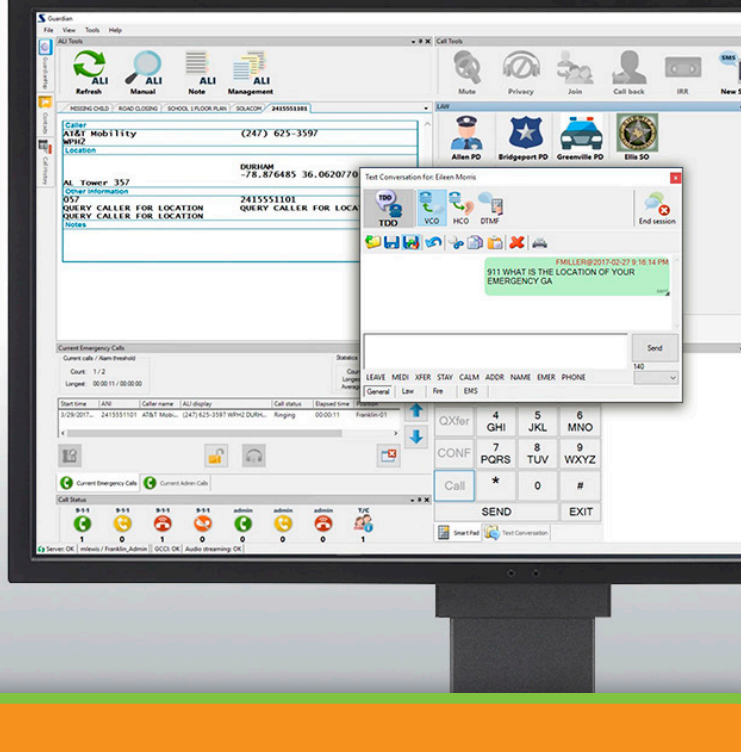 Guardian
File View Tools Help
ALI Tools
Call Tools
ALI Refresh
ALI Manual
ALI Note
ALI Management
Mute
Privacy
Join
Call back
IRR
SMS
New S
GuardianMap
Contacts
Call History
MISSING CHILD
ROAD CLOSING
SCHOOL 1 FLOOR PLAN
SOLACOM
2415551101
LAW
Caller
AT&T Mobility (247) 625-3597
WPH2
Location
DURHAM
-78.876485 36.0620770
AL Tower 357
Other Information
057 2415551101
QUERY CALLER FOR LOCATION QUERY CALLER FOR LOCA
QUERY CALLER FOR LOCATION
Notes
Allen PD
Bridgeport PD
Greenville PD
Ellis SO
Text Conversation for: Eileen Morris
TDD
TDD
VCO
HCO
DTMF
End session
FMILLER@2017-02-27 9:16:14 PM
911 WHAT IS THE LOCATION OF YOUR
EMERGENCY GA
sent
Send
140
LEAVE MEDI XFER STAY CALM ADDR NAME EMER PHONE
General Law Fire EMS
Current Emergency Calls
Current calls / Alarm threshold
Statistics
Count: 1 / 2
Longest: 00:00:11 / 00:00:00
Start time ANI Caller name ALI display Call status Elapsed time Position
3/29/2017... 2415551101 AT&T Mobi... (247) 625-3597 WPH2 DURH... Ringing 00:00:11 Franklin-01
Current Emergency Calls
Current Admin Calls
Call Status
9-1-1 9-1-1 9-1-1 9-1-1 admin admin admin T/C
1 0 0 0 0 0 0 1
QXfer
4 GHI
5 JKL
6 MNO
CONF
7 PQRS
8 TUV
9 WXYZ
Call
* 0 #
SEND EXIT
Smart Pad
Text Conversation
Server: OK mlewis / Franklin_Admin GCCI: OK Audio streaming: OK